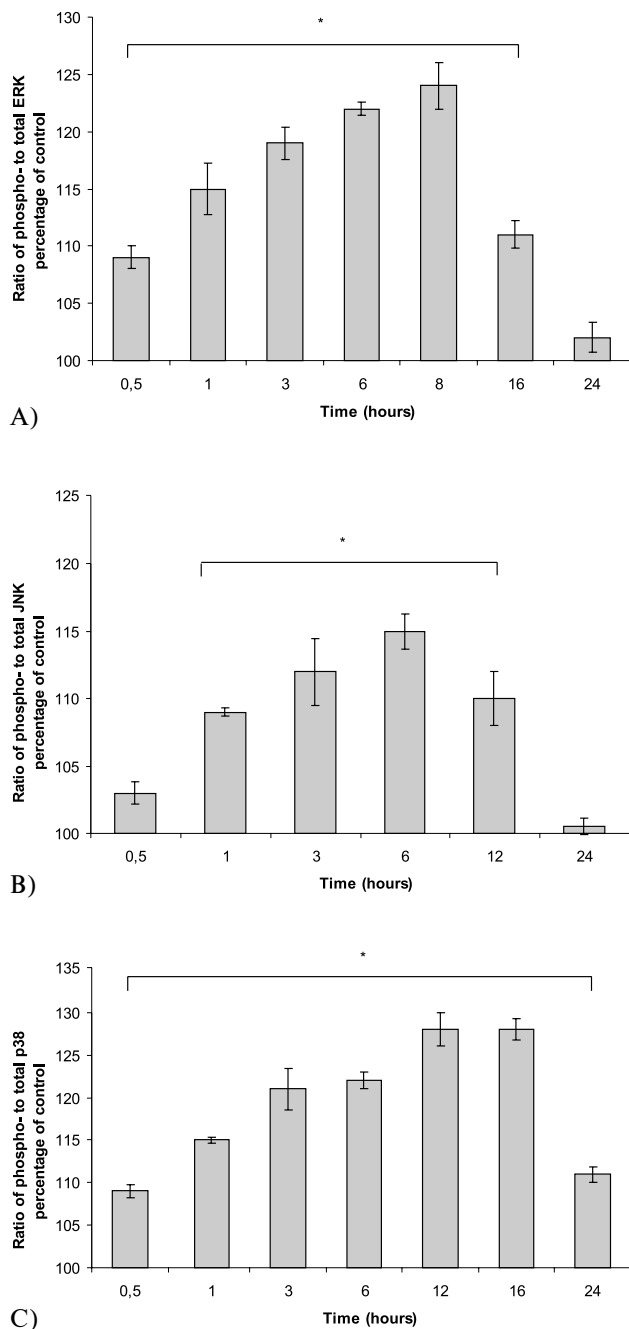 Ratio of phospho- to total ERK
percentage of control
130
125
120
115
110
105
100
*
0,5 1 3 6 8 16 24
Time (hours)
A)
Ratio of phospho- to total JNK
percentage of control
125
120
115
110
105
100
*
0,5 1 3 6 12 24
Time (hours)
B)
Ratio of phospho- to total p38
percentage of control
135
130
125
120
115
110
105
100
*
0,5 1 3 6 12 16 24
Time (hours)
C)